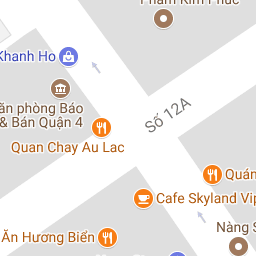 Phạm Kim Phúc
Khanh Ho
ăn phòng Báo
& Bán Quận 4
Số 12A
Quan Chay Au Lac
Quán
Cafe Skyland Vip
Ăn Hương Biển
Nàng S